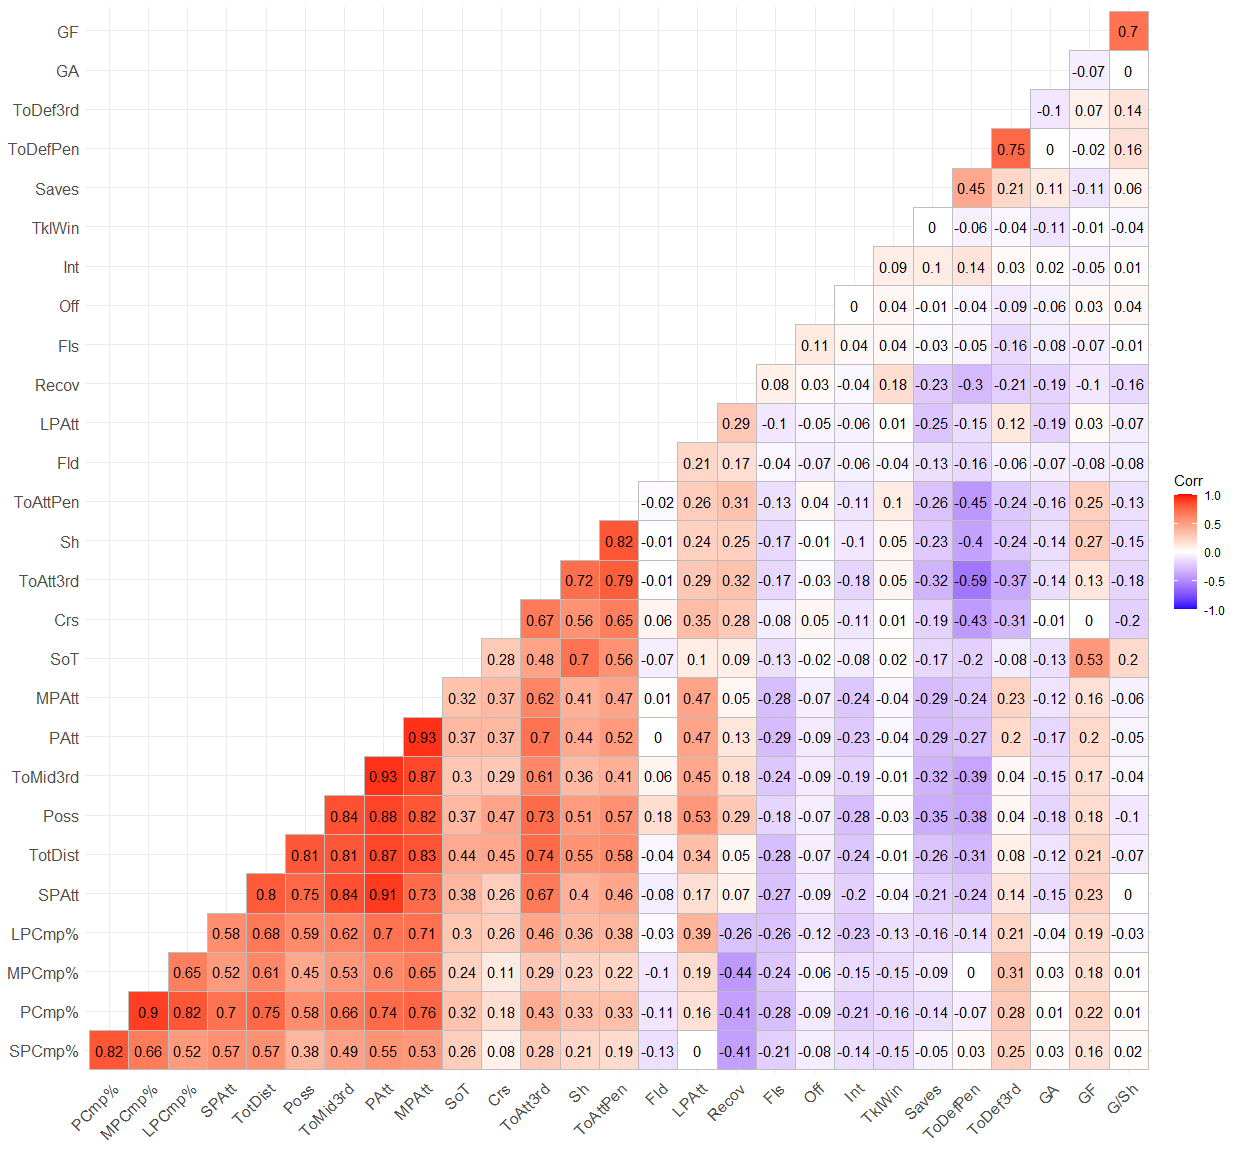 GF 0.7
GA -0.07 0
ToDef3rd -0.1 0.07 0.14
ToDefPen 0.75 0 -0.02 0.16
Saves 0.45 0.21 0.11 -0.11 0.06
TklWin 0 -0.06 -0.04 -0.11 -0.01 -0.04
Int 0.09 0.1 0.14 0.03 0.02 -0.05 0.01
Off 0 0.04 -0.01 -0.04 -0.09 -0.06 0.03 0.04
Fls 0.11 0.04 0.04 -0.03 -0.05 -0.16 -0.08 -0.07 -0.01
Recov 0.08 0.03 -0.04 0.18 -0.23 -0.3 -0.21 -0.19 -0.1 -0.16
LPAtt 0.29 -0.1 -0.05 -0.06 0.01 -0.25 -0.15 0.12 -0.19 0.03 -0.07
Fld 0.21 0.17 -0.04 -0.07 -0.06 -0.04 -0.13 -0.16 -0.06 -0.07 -0.08 -0.08
ToAttPen -0.02 0.26 0.31 -0.13 0.04 -0.11 0.1 -0.26 -0.45 -0.24 -0.16 0.25 -0.13
Sh 0.82 -0.01 0.24 0.25 -0.17 -0.01 -0.1 0.05 -0.23 -0.4 -0.24 -0.14 0.27 -0.15
ToAtt3rd 0.72 0.79 -0.01 0.29 0.32 -0.17 -0.03 -0.18 0.05 -0.32 -0.59 -0.37 -0.14 0.13 -0.18
Crs 0.67 0.56 0.65 0.06 0.35 0.28 -0.08 0.05 -0.11 0.01 -0.19 -0.43 -0.31 -0.01 0 -0.2
SoT 0.28 0.48 0.7 0.56 -0.07 0.1 0.09 -0.13 -0.02 -0.08 0.02 -0.17 -0.2 -0.08 -0.13 0.53 0.2
MPAtt 0.32 0.37 0.62 0.41 0.47 0.01 0.47 0.05 -0.28 -0.07 -0.24 -0.04 -0.29 -0.24 0.23 -0.12 0.16 -0.06
PAtt 0.93 0.37 0.37 0.7 0.44 0.52 0 0.47 0.13 -0.29 -0.09 -0.23 -0.04 -0.29 -0.27 0.2 -0.17 0.2 -0.05
ToMid3rd 0.93 0.87 0.3 0.29 0.61 0.36 0.41 0.06 0.45 0.18 -0.24 -0.09 -0.19 -0.01 -0.32 -0.39 0.04 -0.15 0.17 -0.04
Poss 0.84 0.88 0.82 0.37 0.47 0.73 0.51 0.57 0.18 0.53 0.29 -0.18 -0.07 -0.28 -0.03 -0.35 -0.38 0.04 -0.18 0.18 -0.1
TotDist 0.81 0.81 0.87 0.83 0.44 0.45 0.74 0.55 0.58 -0.04 0.34 0.05 -0.28 -0.07 -0.24 -0.01 -0.26 -0.31 0.08 -0.12 0.21 -0.07
SPAtt 0.8 0.75 0.84 0.91 0.73 0.38 0.26 0.67 0.4 0.46 -0.08 0.17 0.07 -0.27 -0.09 -0.2 -0.04 -0.21 -0.24 0.14 -0.15 0.23 0
LPCmp% 0.58 0.68 0.59 0.62 0.7 0.71 0.3 0.26 0.46 0.36 0.38 -0.03 0.39 -0.26 -0.26 -0.12 -0.23 -0.13 -0.16 -0.14 0.21 -0.04 0.19 -0.03
MPCmp% 0.65 0.52 0.61 0.45 0.53 0.6 0.65 0.24 0.11 0.29 0.23 0.22 -0.1 0.19 -0.44 -0.24 -0.06 -0.15 -0.15 -0.09 0 0.31 0.03 0.18 0.01
PCmp% 0.9 0.82 0.7 0.75 0.58 0.66 0.74 0.76 0.32 0.18 0.43 0.33 0.33 -0.11 0.16 -0.41 -0.28 -0.09 -0.21 -0.16 -0.14 -0.07 0.28 0.01 0.22 0.01
SPCmp% 0.82 0.66 0.52 0.57 0.57 0.38 0.49 0.55 0.53 0.26 0.08 0.28 0.21 0.19 -0.13 0 -0.41 -0.21 -0.08 -0.14 -0.15 -0.05 0.03 0.25 0.03 0.16 0.02
PCmp% MPCmp% LPCmp% SPAtt TotDist Poss ToMid3rd PAtt MPAtt SoT Crs ToAtt3rd Sh ToAttPen Fld LPAtt Recov Fls Off Int TklWin Saves ToDefPen ToDef3rd GA GF G/Sh
Corr
1.0
0.5
0.0
-0.5
-1.0